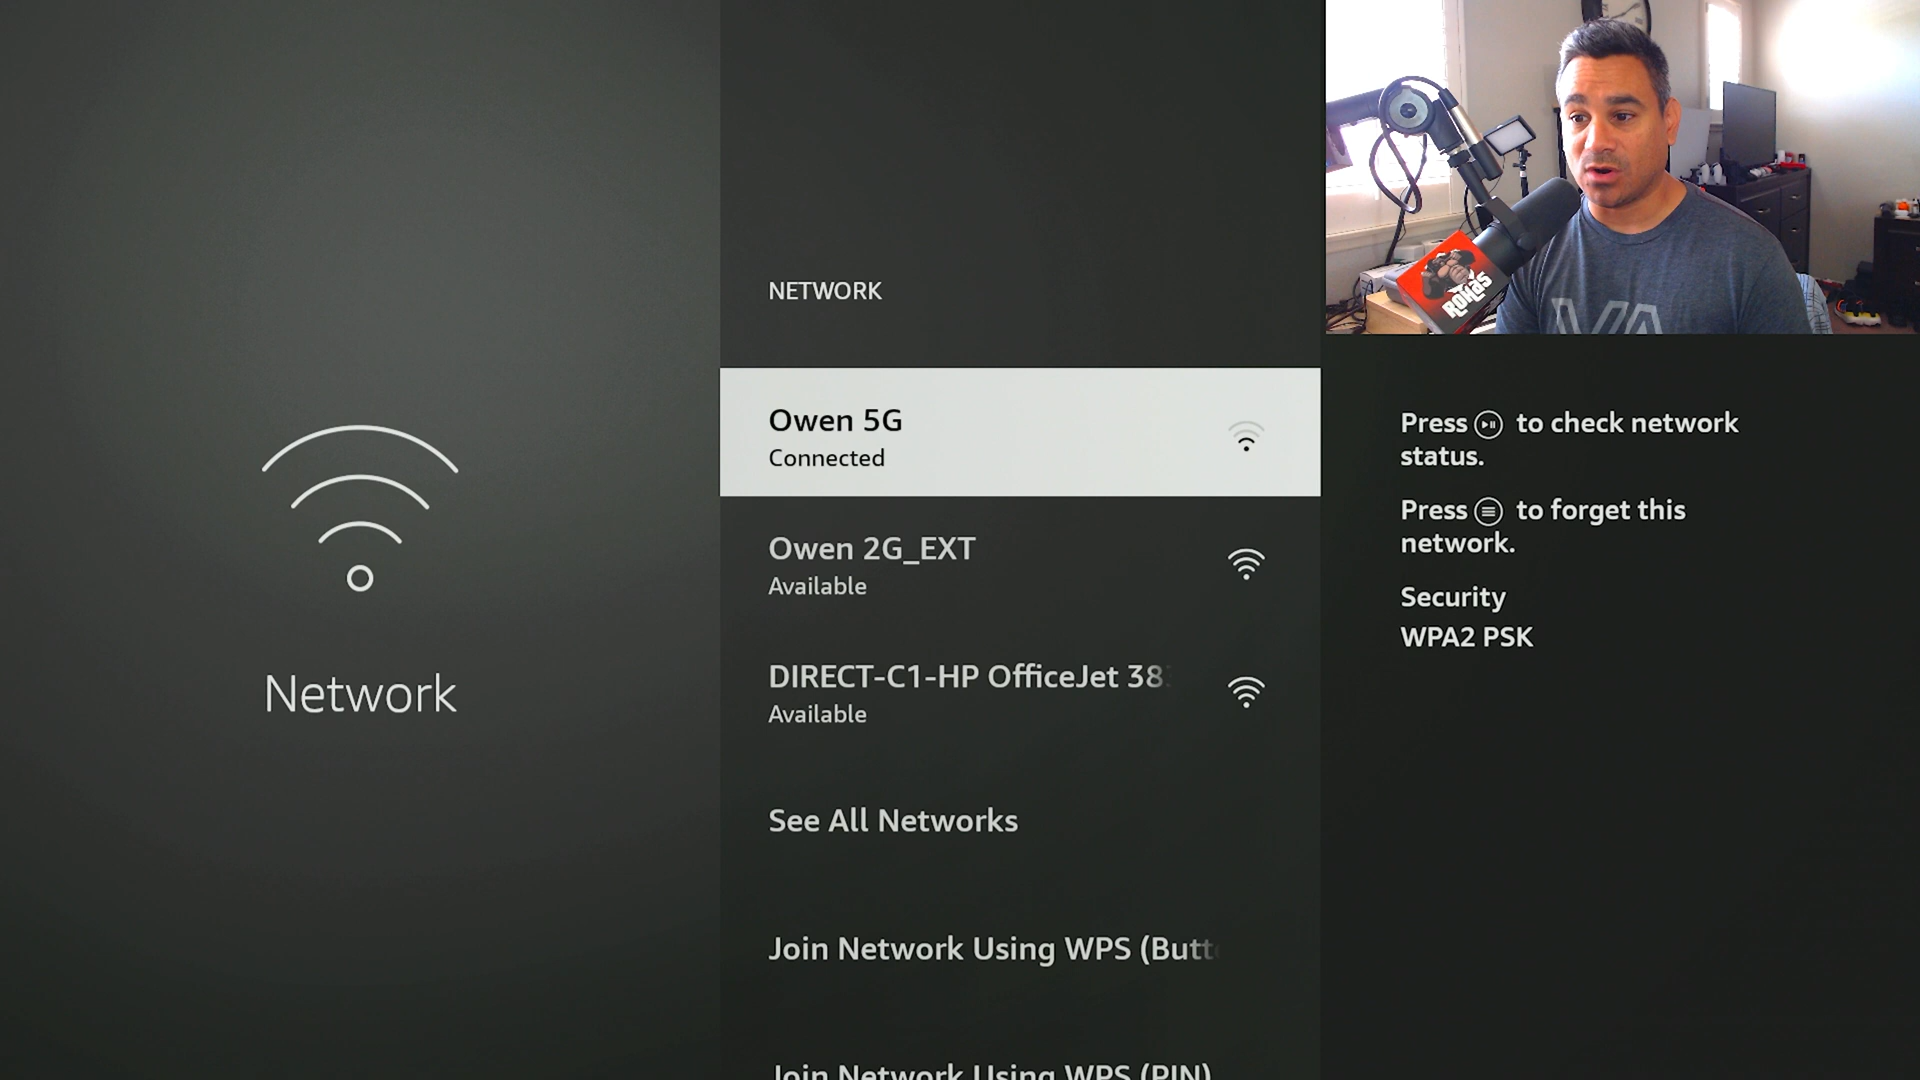 Network
NETWORK
Owen 5G
Connected
Owen 2G_EXT
Available
DIRECT-C1-HP OfficeJet 38
Available
See All Networks
Join Network Using WPS (Butt
Join Network Using WPS (PIN)
ROKAS
VA
Press to check network
status.
Press to forget this
network.
Security
WPA2 PSK